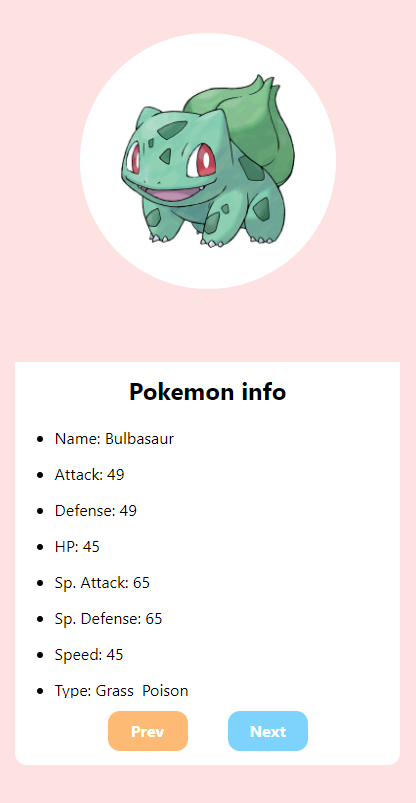 Pokemon info
Name: Bulbasaur
Attack: 49
Defense: 49
HP: 45
Sp. Attack: 65
Sp. Defense: 65
Speed: 45
Type: Grass  Poison
Prev
Next